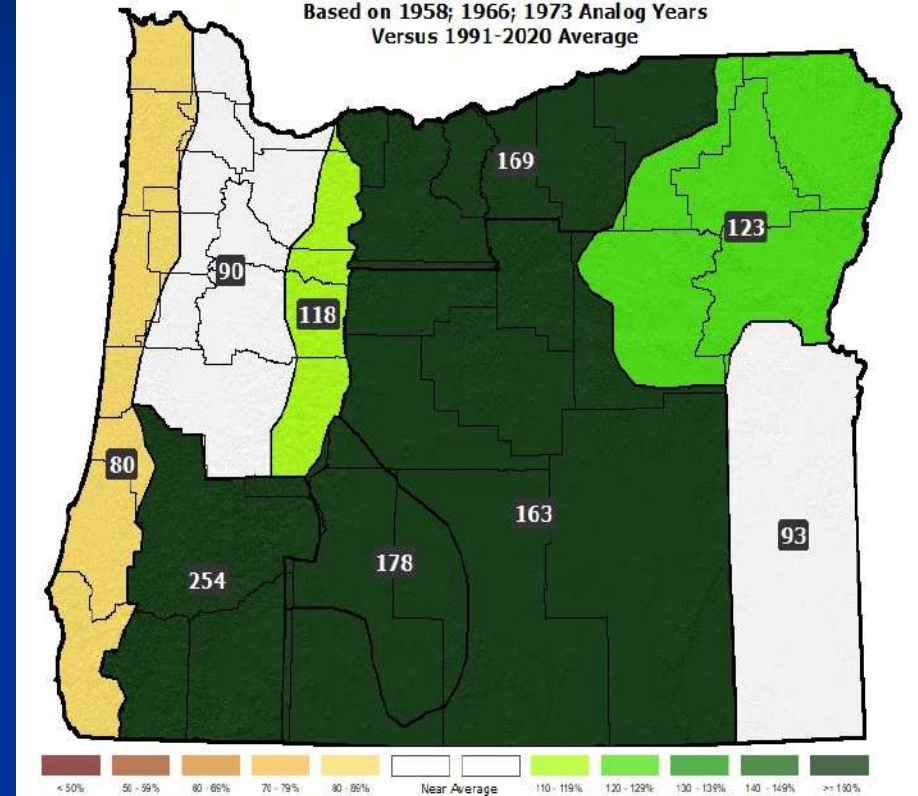 Based on 1958; 1966; 1973 Analog Years
Versus 1991-2020 Average
169
123
90
118
80
163
93
178
254
< 50%
50 - 59%
60 - 69%
70 - 79%
80 - 89%
Near Average
110 - 119%
120 - 129%
130 - 139%
140 - 149%
>= 150%